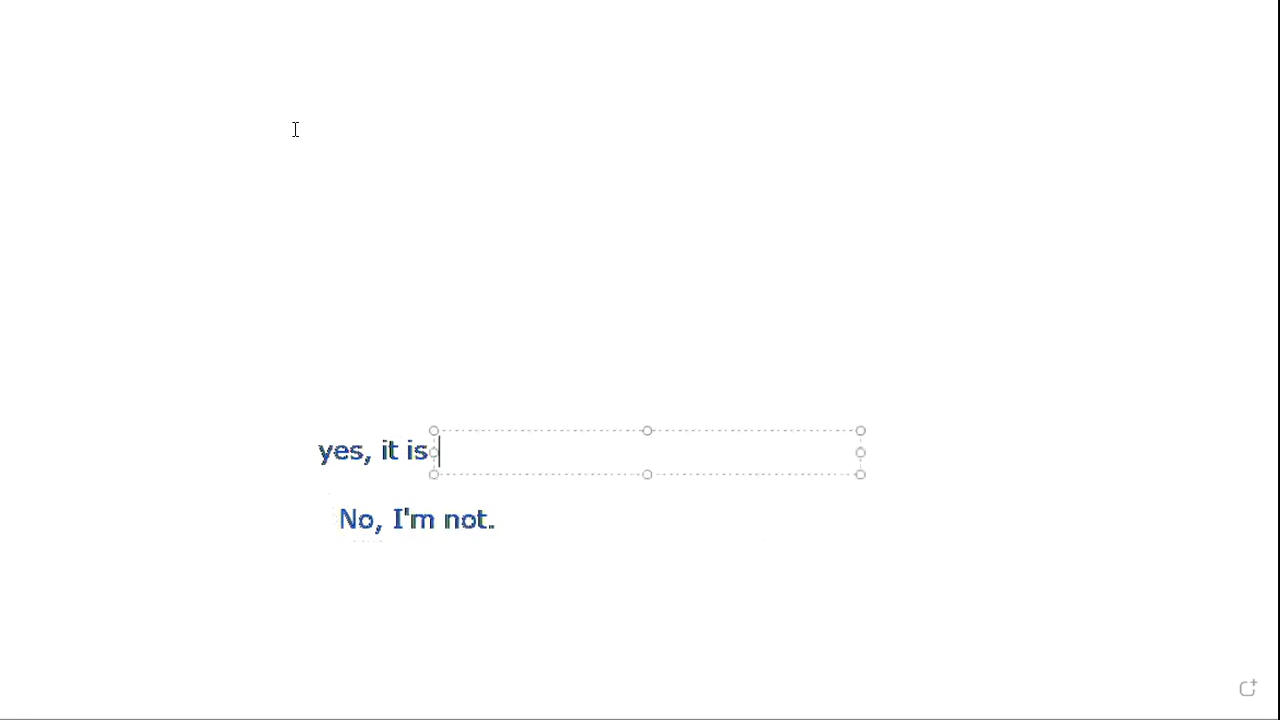 yes, it is
No, I'm not.